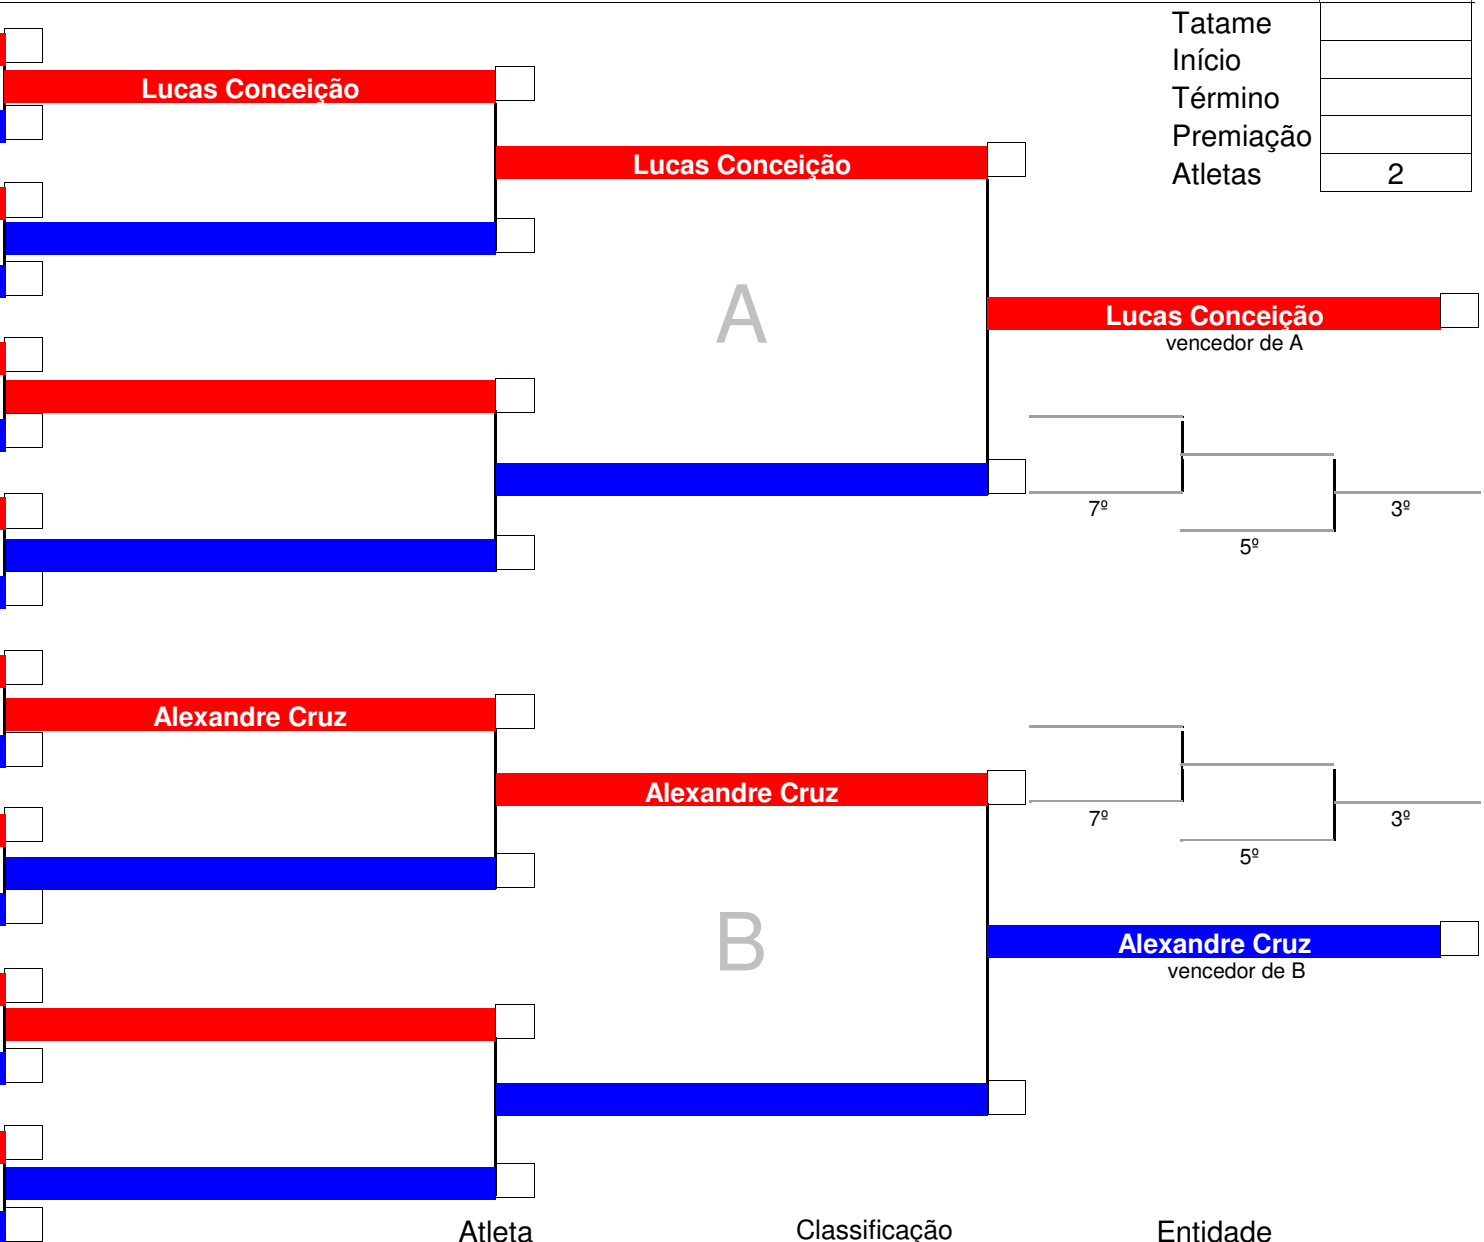 Tatame
Início
Término
Premiação
Atletas 2
Lucas Conceição
Lucas Conceição
A
Lucas Conceição
vencedor de A
7º
3º
5º
Alexandre Cruz
Alexandre Cruz
7º
3º
5º
B
Alexandre Cruz
vencedor de B
Atleta Classificação Entidade